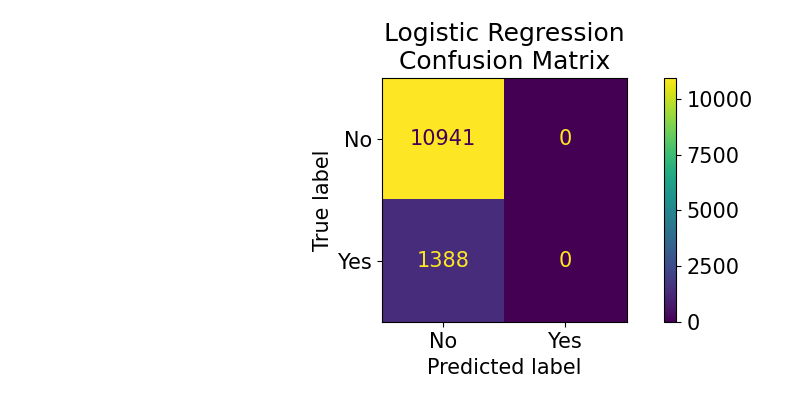 Logistic Regression
Confusion Matrix
True label
No
10941
0
Yes
1388
0
No
Yes
Predicted label
10000
7500
5000
2500
0